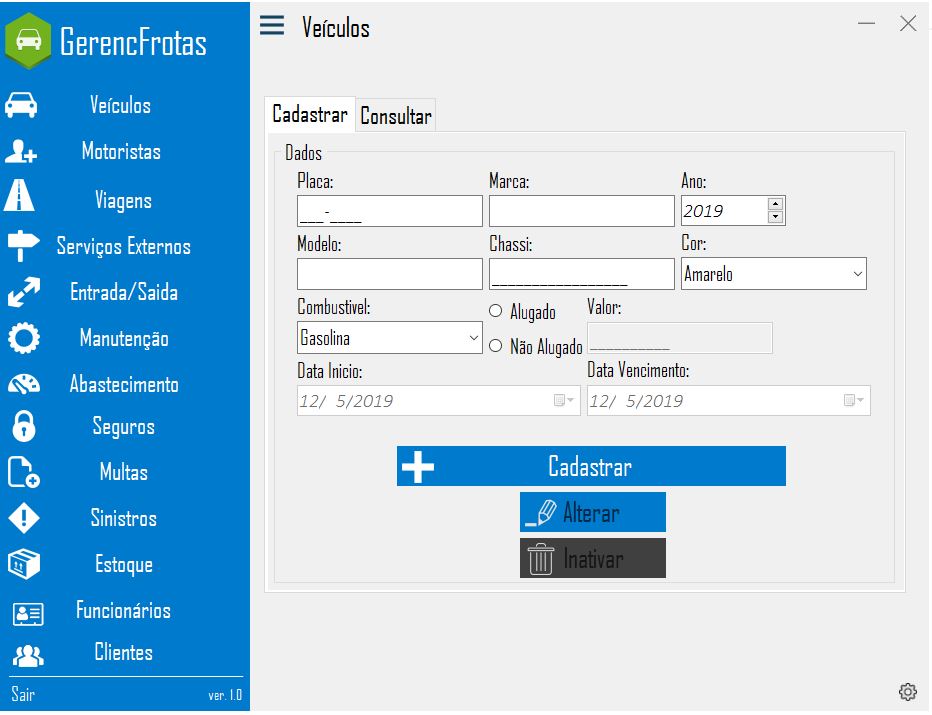 GerencFrotas
Veículos
Motoristas
Viagens
Serviços Externos
Entrada/Saida
Manutenção
Abastecimento
Seguros
Multas
Sinistros
Estoque
Funcionários
Clientes
Sair
ver. 1.0
Veículos
Cadastrar Consultar
Dados
Placa: Marca: Ano:
___-____ 2019
Modelo: Chassi: Cor:
_________________ Amarelo
Combustivel: Alugado Valor:
Gasolina Não Alugado __________
Data Inicio: Data Vencimento:
12/ 5/2019 12/ 5/2019
Cadastrar
Alterar
Inativar